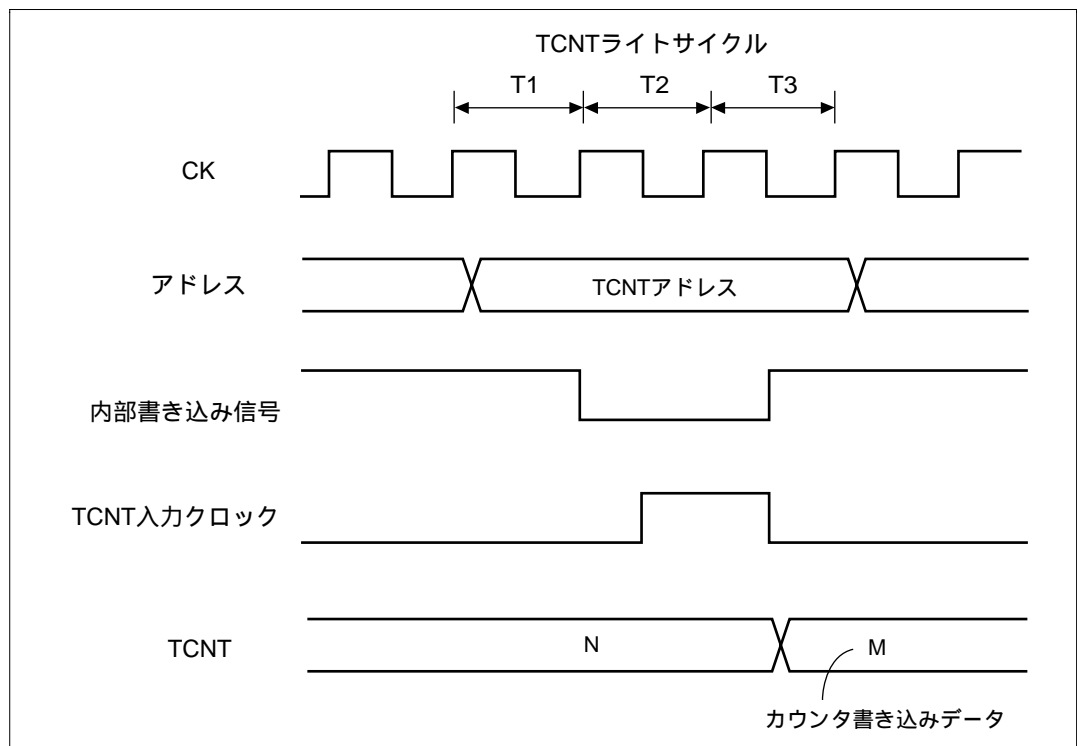 TCNTライトサイクル
T1 T2 T3
CK
アドレス TCNTアドレス
内部書き込み信号
TCNT入力クロック
TCNT N M
カウンタ書き込みデータ